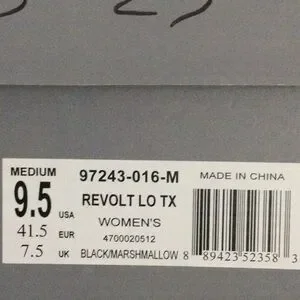 MEDIUM
9.5 USA
41.5 EUR
7.5 UK
97243-016-M
REVOLT LO TX
WOMEN'S
4700020512
BLACK/MARSHMALLOW
MADE IN CHINA
8 89423 52358 3